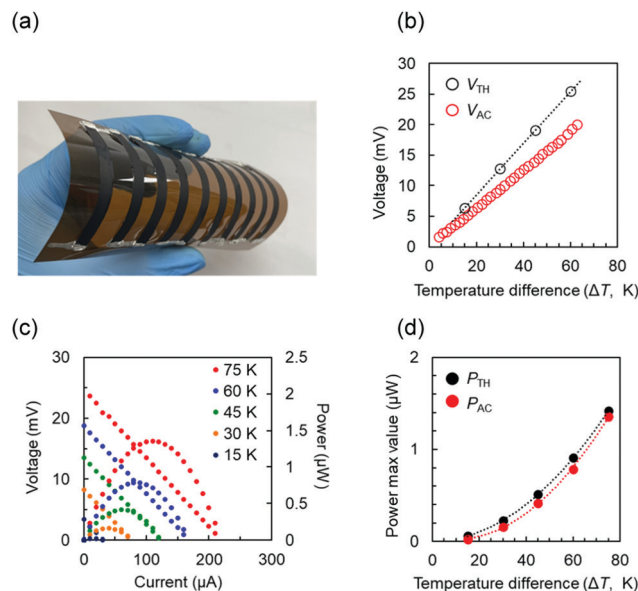 (a)
(b)
30
25
20
15
10
5
0
Voltage (mV)
V_TH
V_AC
0 20 40 60 80
Temperature difference (ΔT, K)
(c)
30
20
10
0
Voltage (mV)
75 K
60 K
45 K
30 K
15 K
2.5
2
1.5
1
0.5
0
Power (μW)
0 100 200 300
Current (μA)
(d)
2
1
0
Power max value (μW)
P_TH
P_AC
0 20 40 60 80
Temperature difference (ΔT, K)